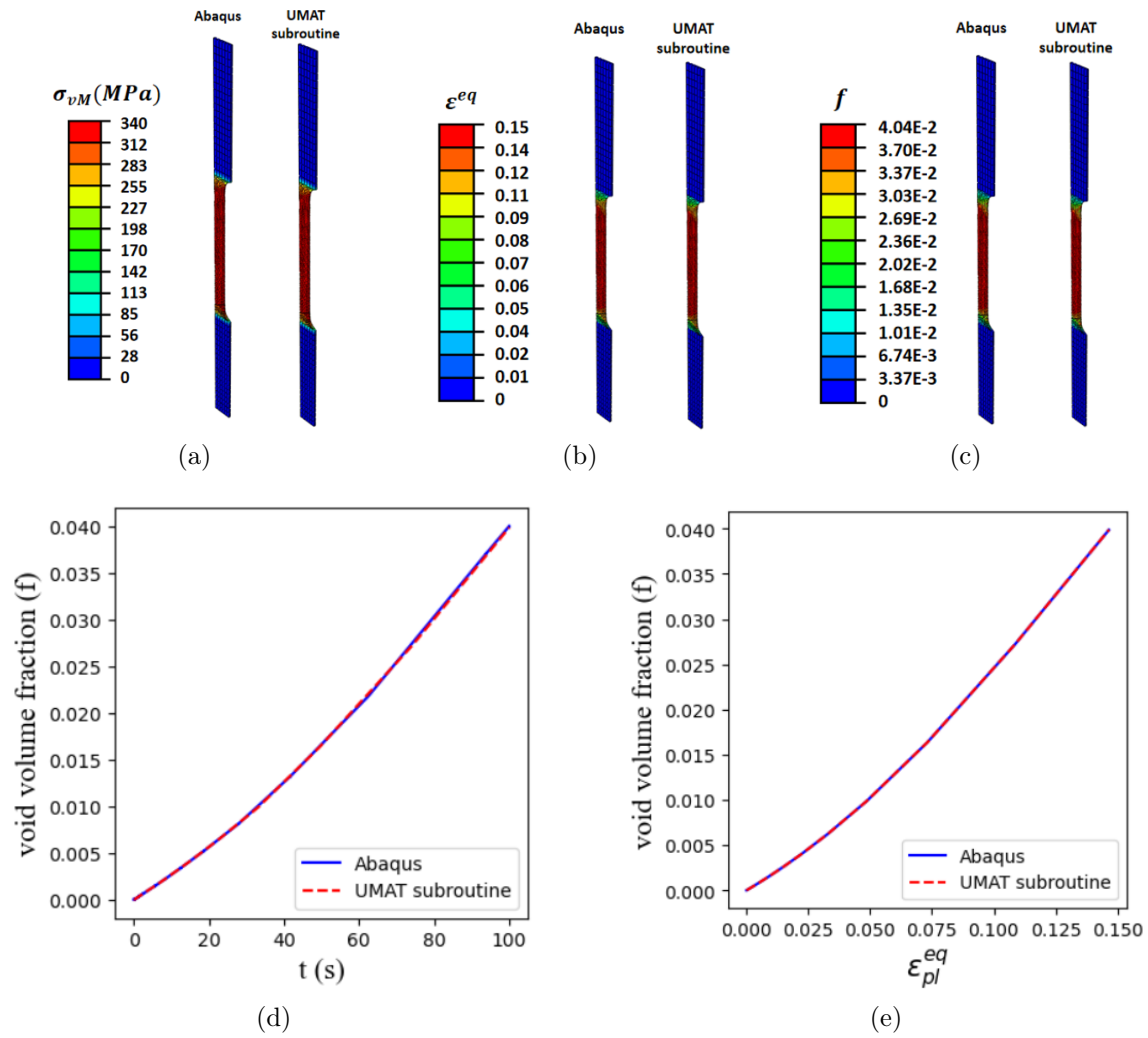 Abaqus
UMAT
subroutine
σvM(MPa)
340
312
283
255
227
198
170
142
113
85
56
28
0
(a)
Abaqus
UMAT
subroutine
ε^eq
0.15
0.14
0.12
0.11
0.09
0.08
0.07
0.06
0.05
0.04
0.02
0.01
0
(b)
Abaqus
UMAT
subroutine
f
4.04E-2
3.70E-2
3.37E-2
3.03E-2
2.69E-2
2.36E-2
2.02E-2
1.68E-2
1.35E-2
1.01E-2
6.74E-3
3.37E-3
0
(c)
void volume fraction (f)
0.040
0.035
0.030
0.025
0.020
0.015
0.010
0.005
0.000
Abaqus
UMAT subroutine
0 20 40 60 80 100
t (s)
(d)
void volume fraction (f)
0.040
0.035
0.030
0.025
0.020
0.015
0.010
0.005
0.000
Abaqus
UMAT subroutine
0.000 0.025 0.050 0.075 0.100 0.125 0.150
ε_pl^eq
(e)